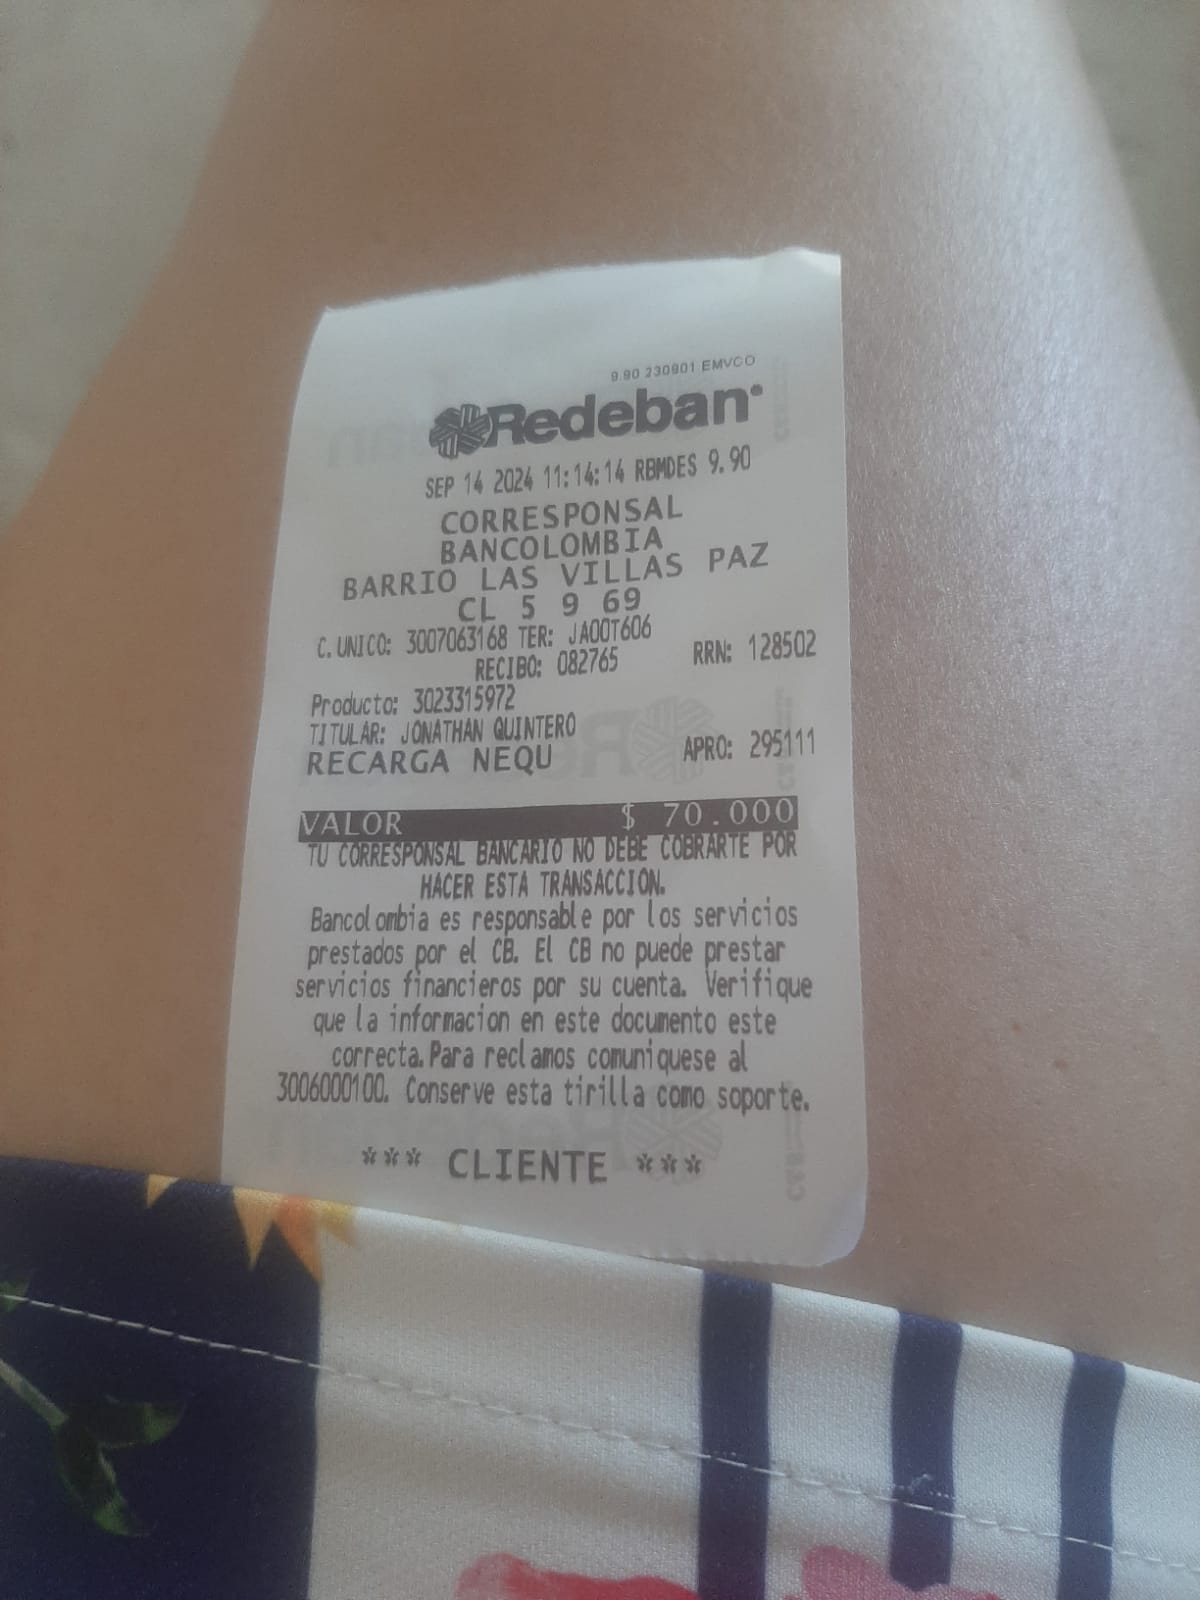 9.90 230901 EMVCO
Redeban
SEP 14 2024 11:14:14 RBMDES 9.90
CORRESPONSAL
BANCOLOMBIA
BARRIO LAS VILLAS PAZ
CL 5 9 69
C. UNICO: 3007063168 TER: JA00T606
RECIBO: 082765 RRN: 128502
Producto: 3023315972
TITULAR: JONATHAN QUINTERO
RECARGA NEQU APRO: 295111
VALOR $ 70.000
TU CORRESPONSAL BANCARIO NO DEBE COBRARTE POR
HACER ESTA TRANSACCION.
Bancolombia es responsable por los servicios
prestados por el CB. El CB no puede prestar
servicios financieros por su cuenta. Verifique
que la informacion en este documento este
correcta. Para reclamos comuniquese al
3006000100. Conserve esta tirilla como soporte.
*** CLIENTE ***